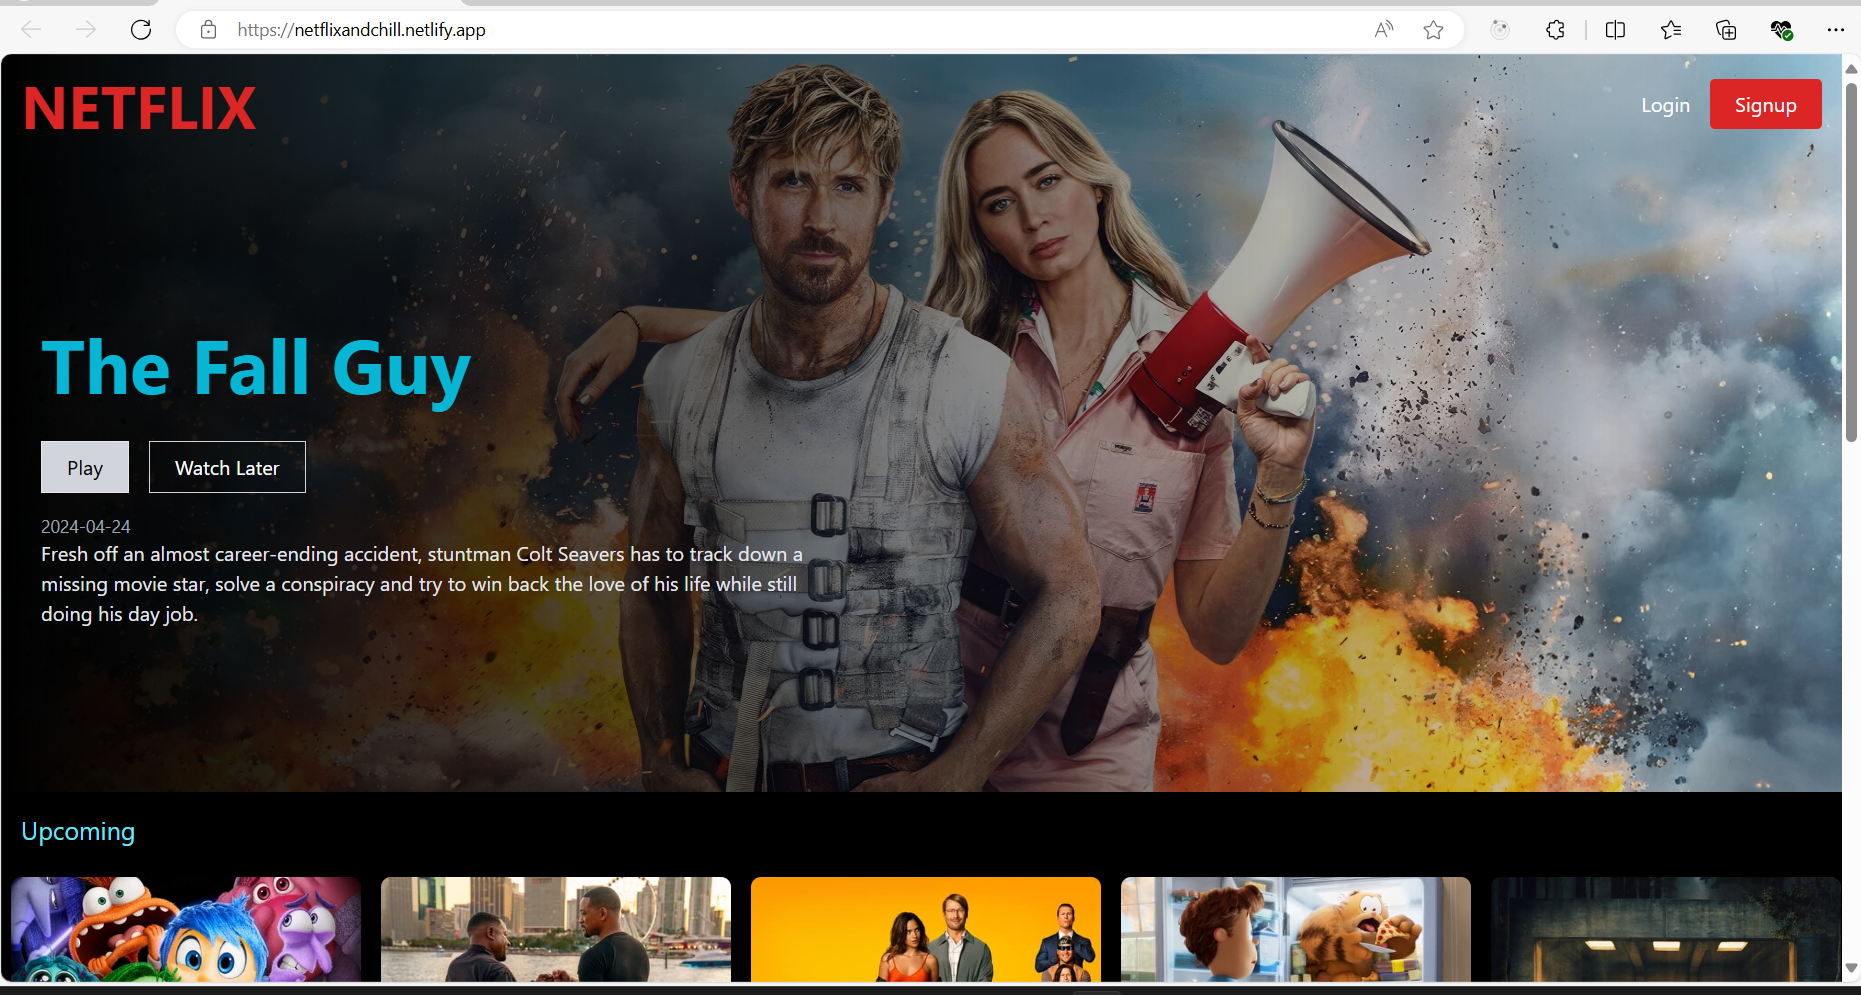 https://netflixandchill.netlify.app
NETFLIX
Login
Signup
The Fall Guy
Play
Watch Later
2024-04-24
Fresh off an almost career-ending accident, stuntman Colt Seavers has to track down a
missing movie star, solve a conspiracy and try to win back the love of his life while still
doing his day job.
Upcoming